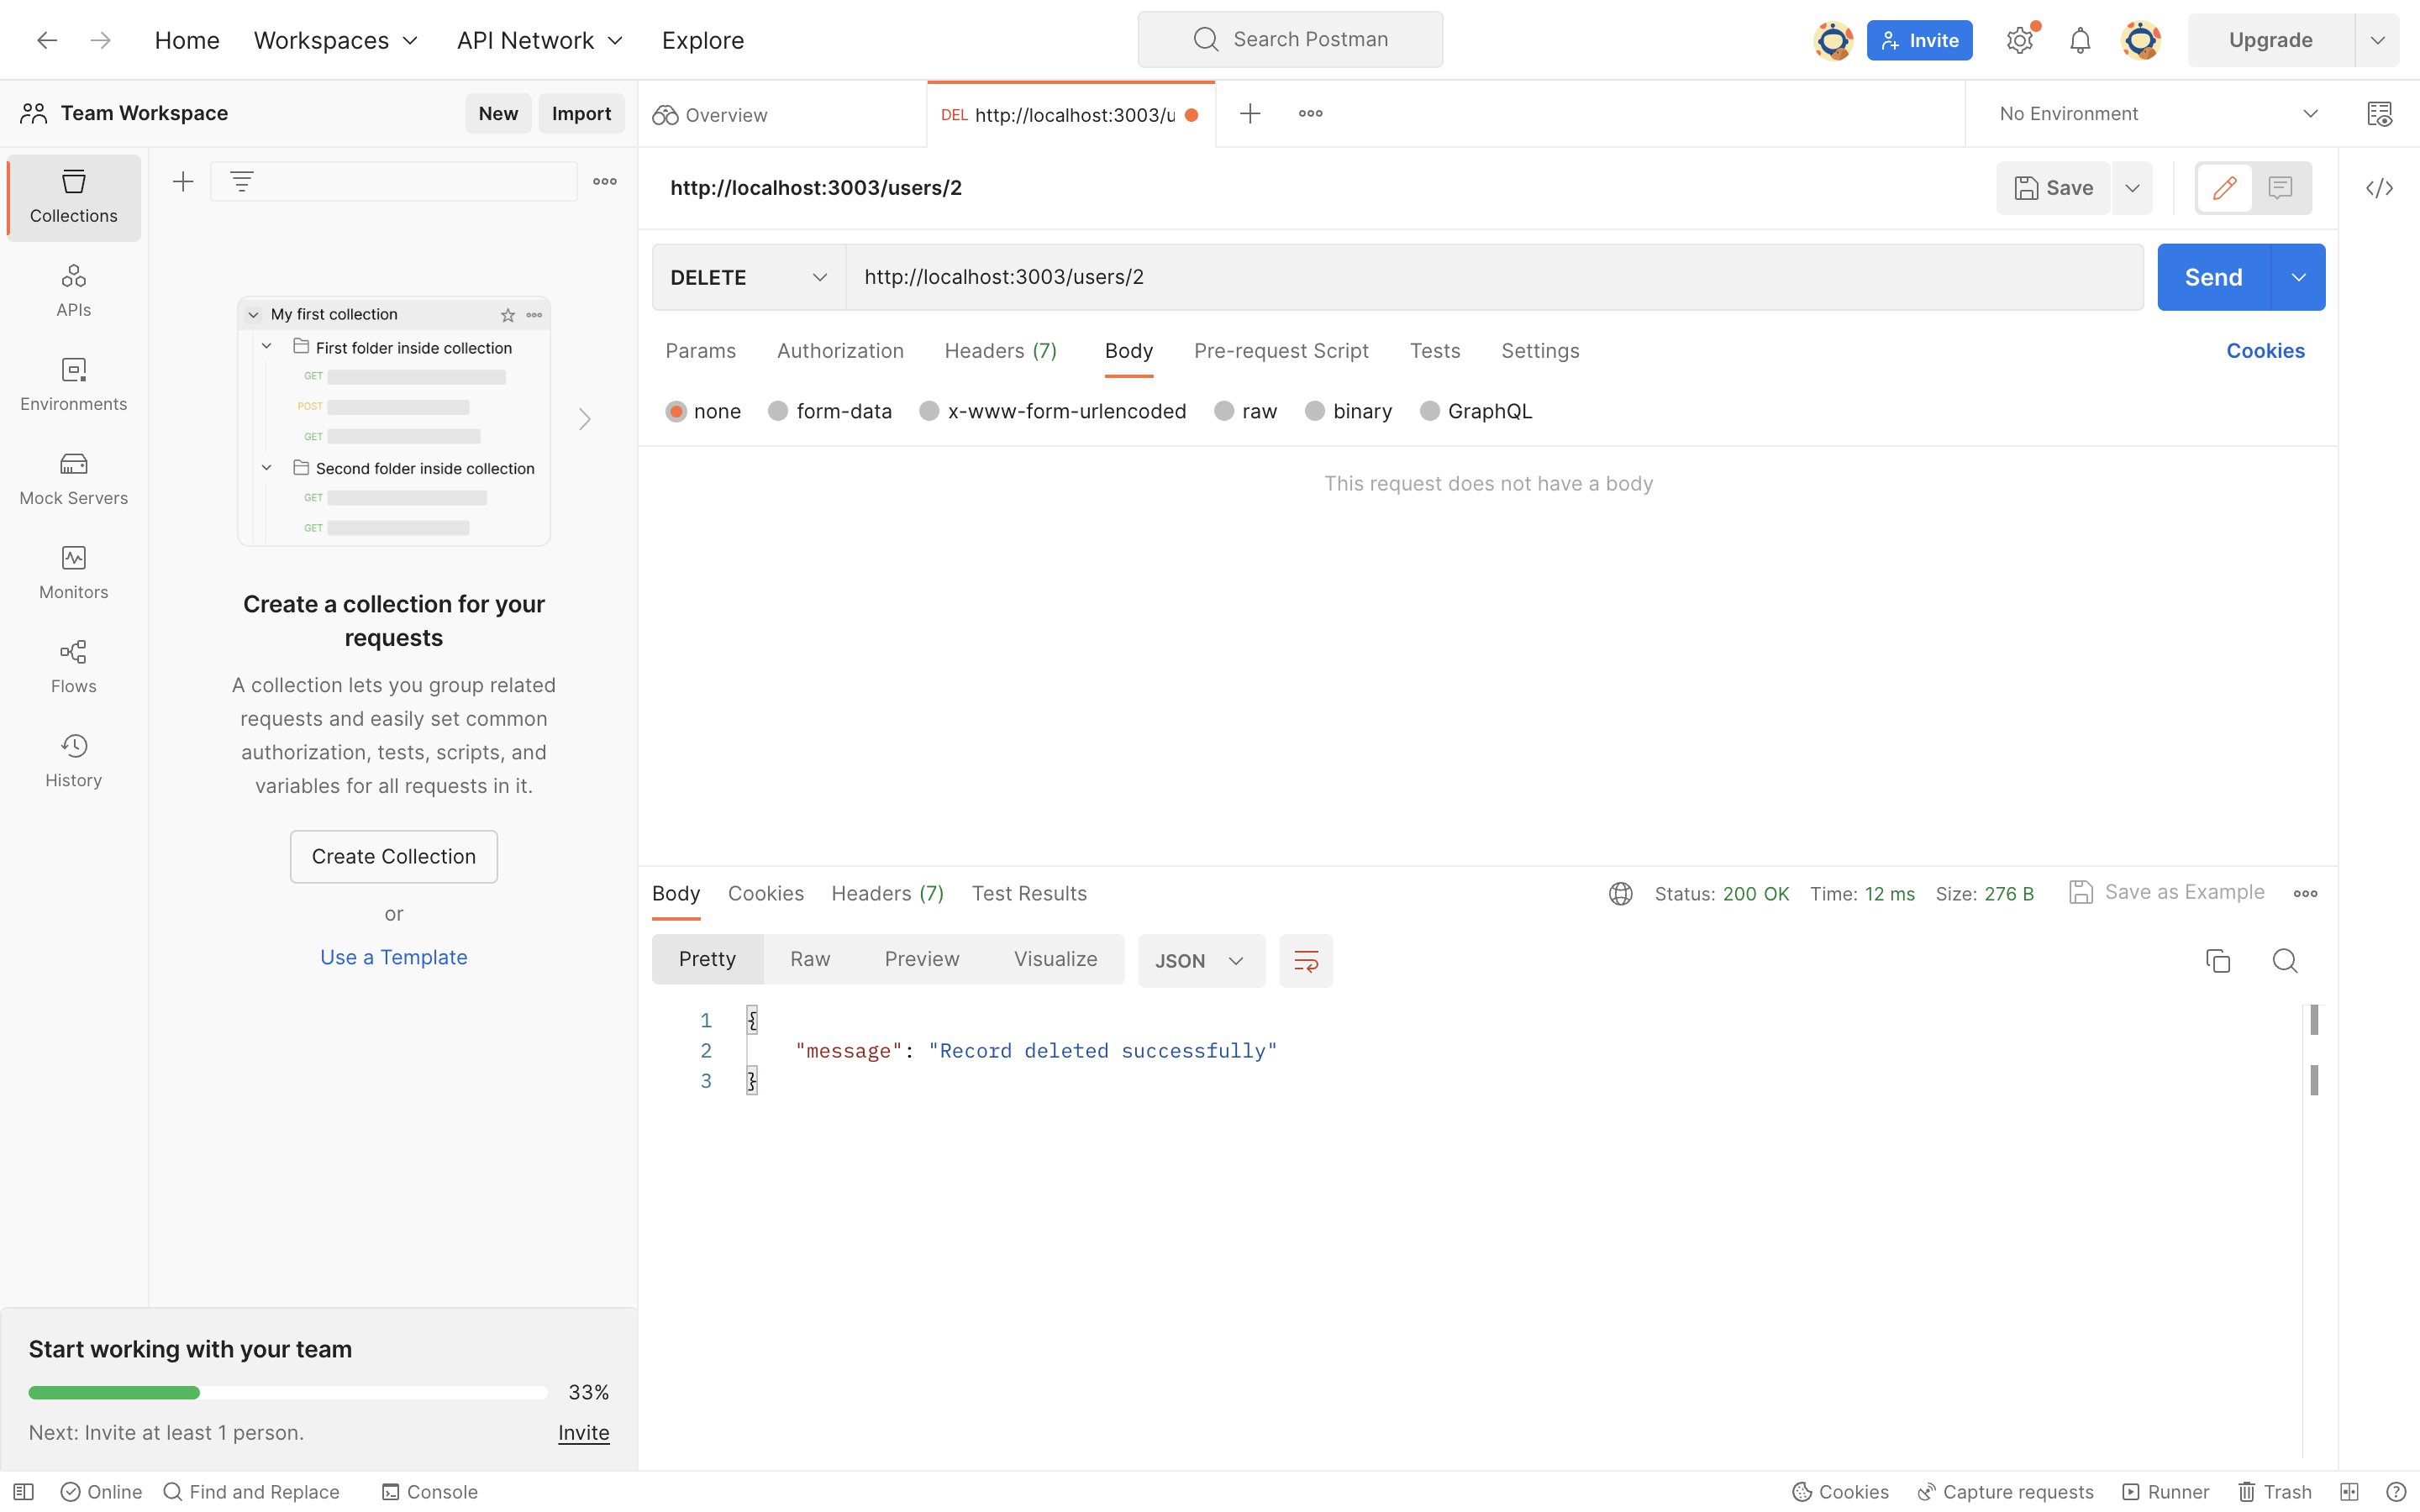 Home Workspaces API Network Explore Search Postman Invite Upgrade
Team Workspace New Import Overview DEL http://localhost:3003/u No Environment
Collections
APIs
Environments
Mock Servers
Monitors
Flows
History
My first collection
First folder inside collection
GET
POST
GET
Second folder inside collection
GET
GET
Create a collection for your
requests
A collection lets you group related
requests and easily set common
authorization, tests, scripts, and
variables for all requests in it.
Create Collection
or
Use a Template
Start working with your team
33%
Next: Invite at least 1 person. Invite
http://localhost:3003/users/2 Save
DELETE http://localhost:3003/users/2 Send
Params Authorization Headers (7) Body Pre-request Script Tests Settings Cookies
none form-data x-www-form-urlencoded raw binary GraphQL
This request does not have a body
Body Cookies Headers (7) Test Results Status: 200 OK Time: 12 ms Size: 276 B Save as Example
Pretty Raw Preview Visualize JSON
1 {
2 "message": "Record deleted successfully"
3 }
Online Find and Replace Console Cookies Capture requests Runner Trash